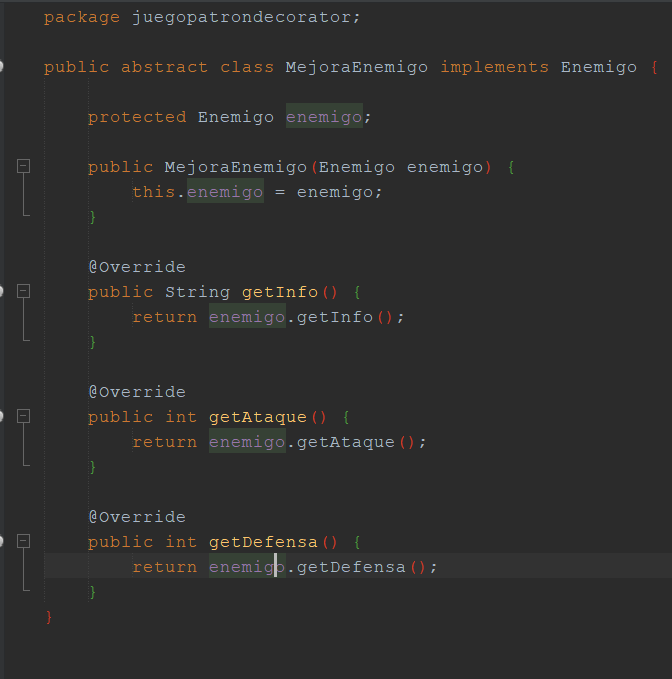 package juegopatrondecorator;
public abstract class MejoraEnemigo implements Enemigo {
protected Enemigo enemigo;
public MejoraEnemigo(Enemigo enemigo) {
this.enemigo = enemigo;
}
@Override
public String getInfo() {
return enemigo.getInfo();
}
@Override
public int getAtaque() {
return enemigo.getAtaque();
}
@Override
public int getDefensa() {
return enemigo.getDefensa();
}
}